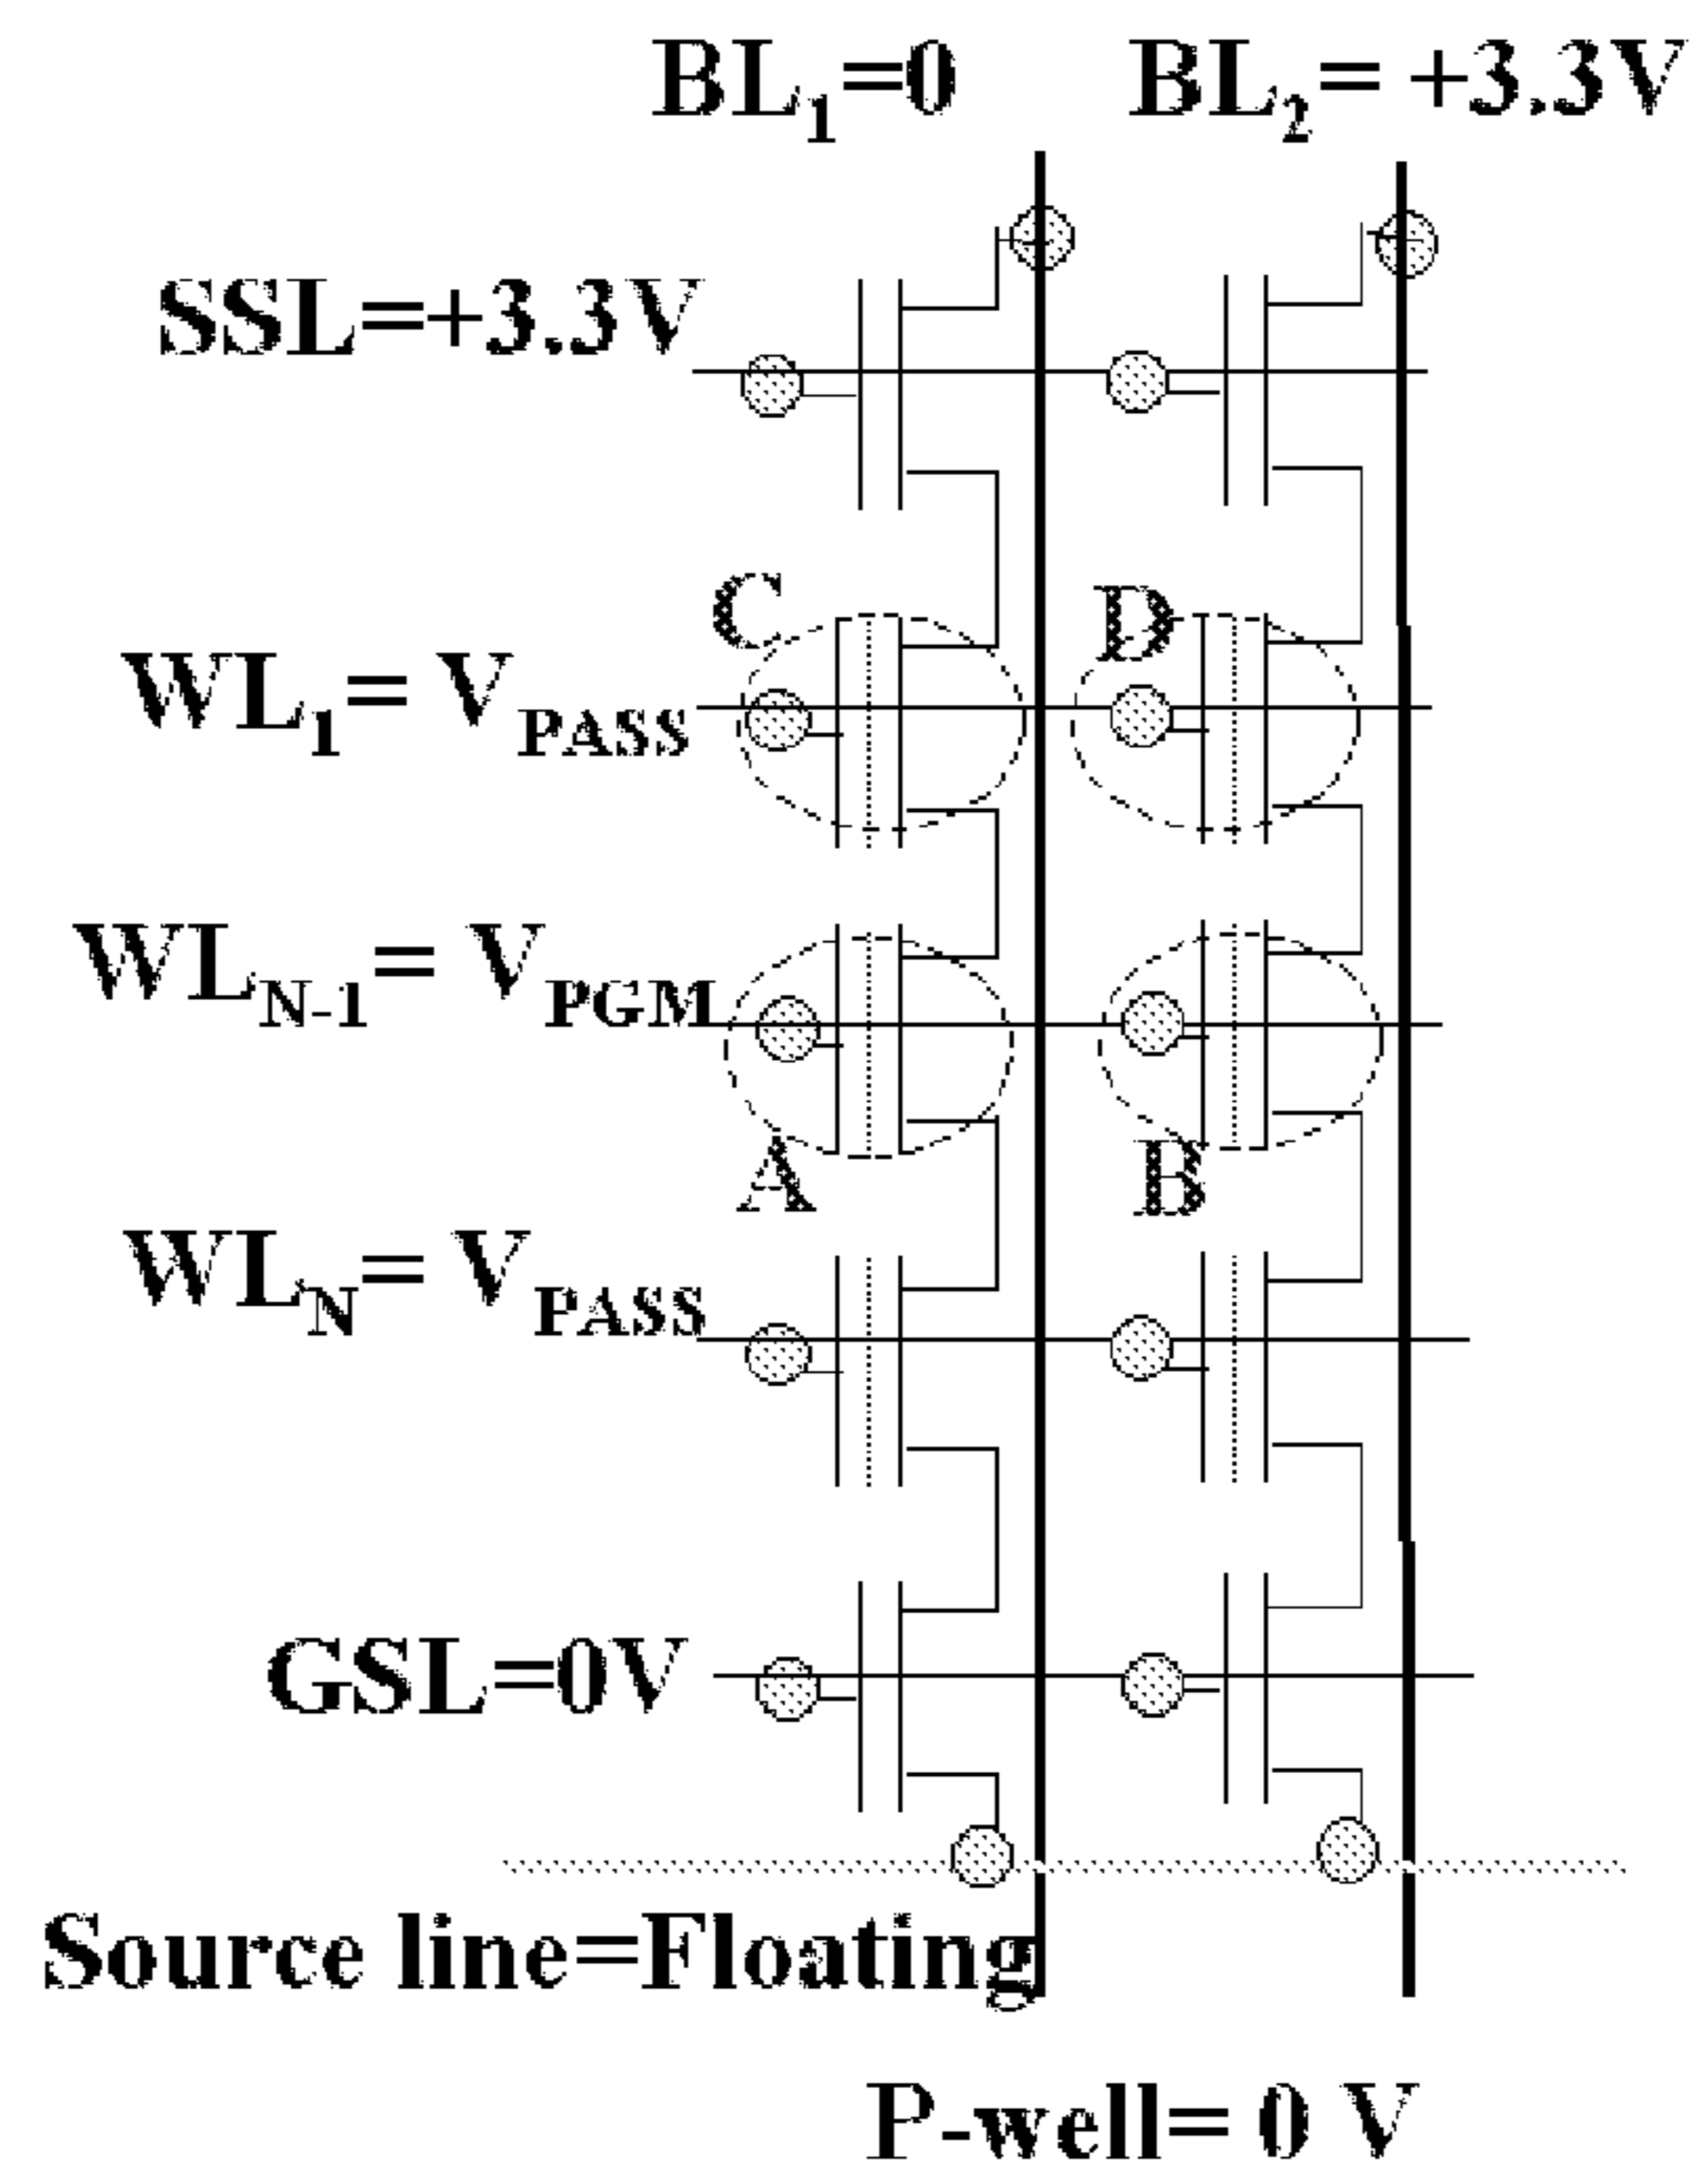 BL1=0 BL2= +3.3V
SSL=+3.3V
C D
WL1= VPASS
WLN-1= VPGM
A B
WLN= VPASS
GSL=0V
Source line=Floating
P-well= 0 V